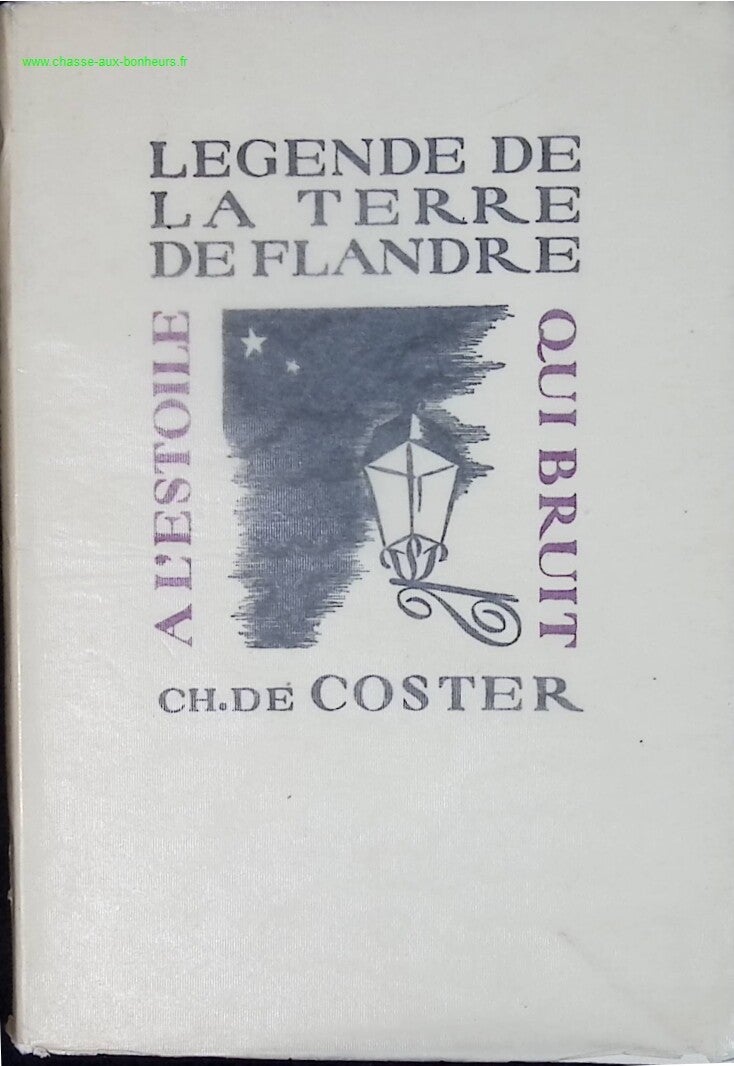 www.chasse-aux-bonheurs.fr
LEGENDE DE
LA TERRE
DE FLANDRE
A L'ESTOILE
QUI BRUIT
CH. DE COSTER